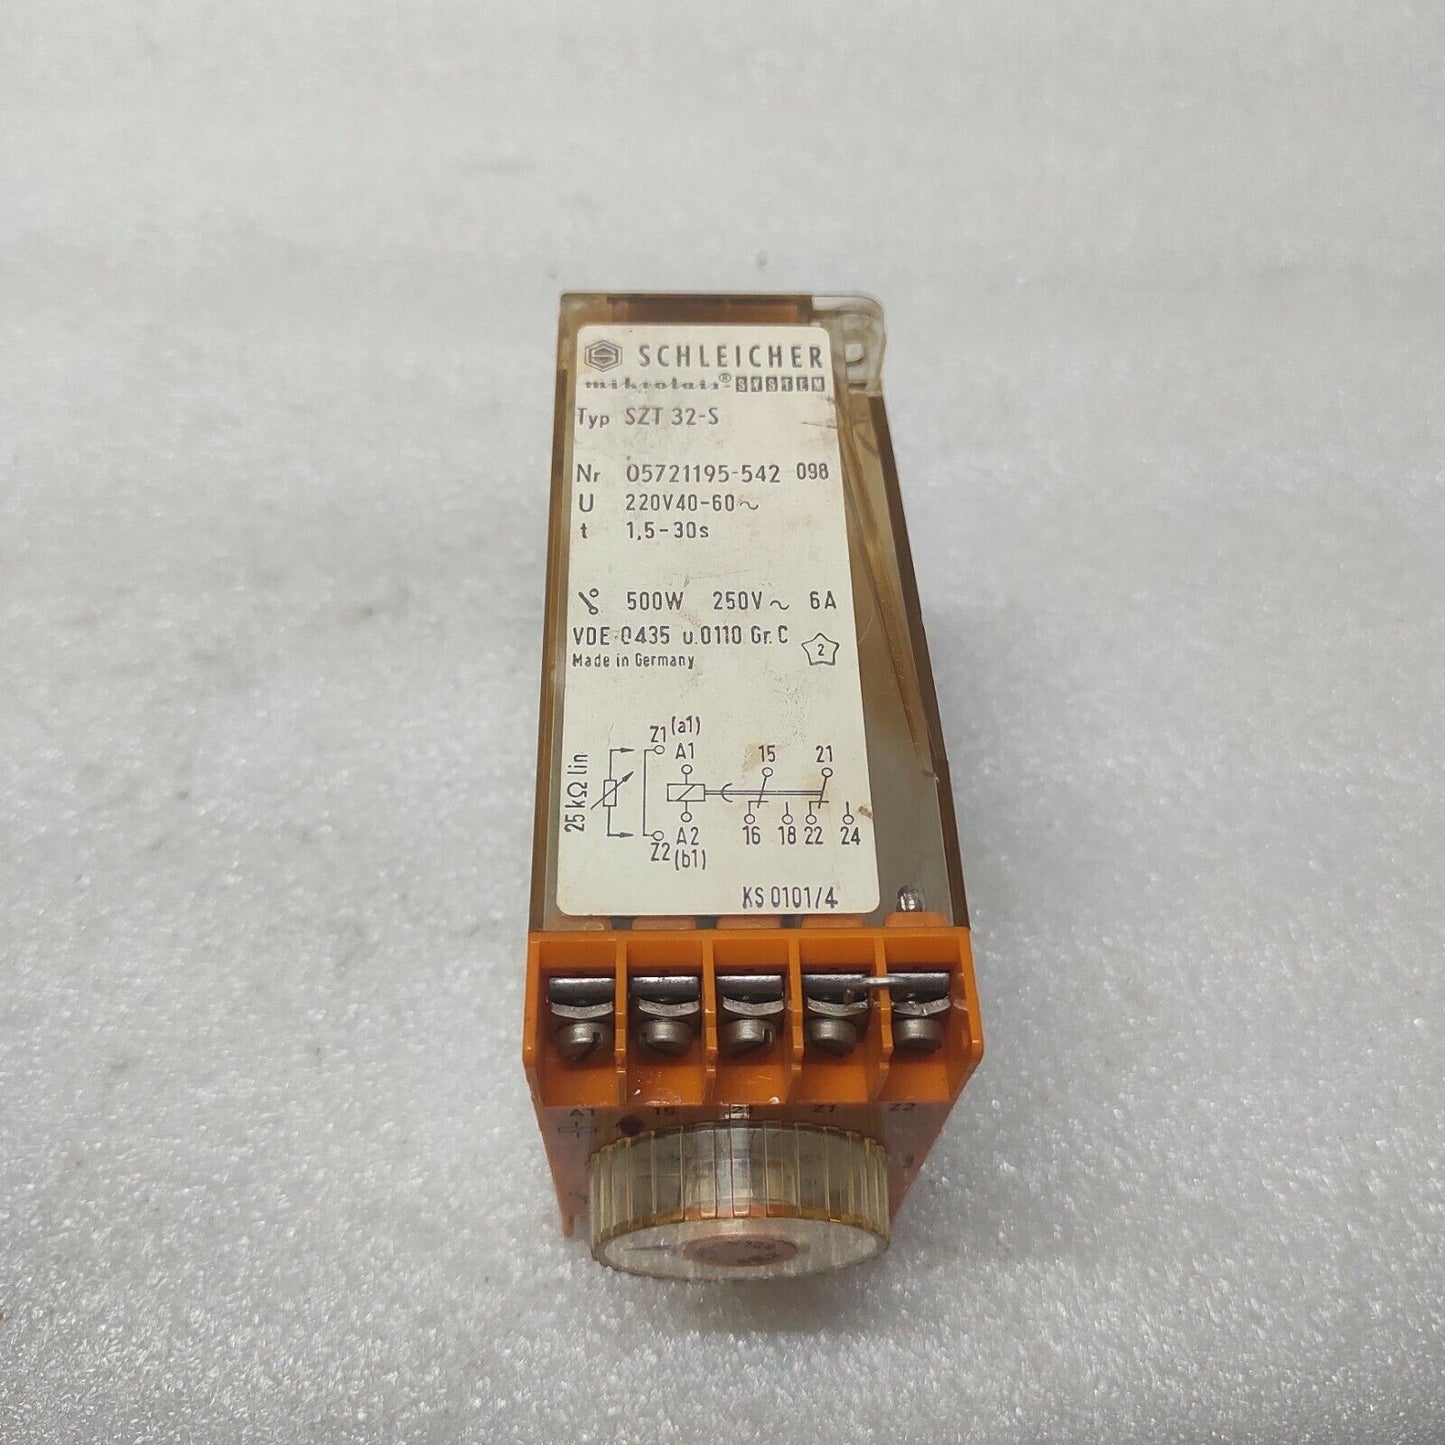 SCHLEICHER
mikrolais®-SYSTEM
Typ SZT 32-S
Nr 05721195-542 098
U 220V40-60~
t 1,5-30s
500W 250V~ 6A
VDE 0435 u.0110 Gr.C
2
Made in Germany
25 kΩ lin
Z1 (a1)
A1 15 21
A2 16 18 22 24
Z2 (b1)
KS 0101/4
A1 15 21 Z1 Z2